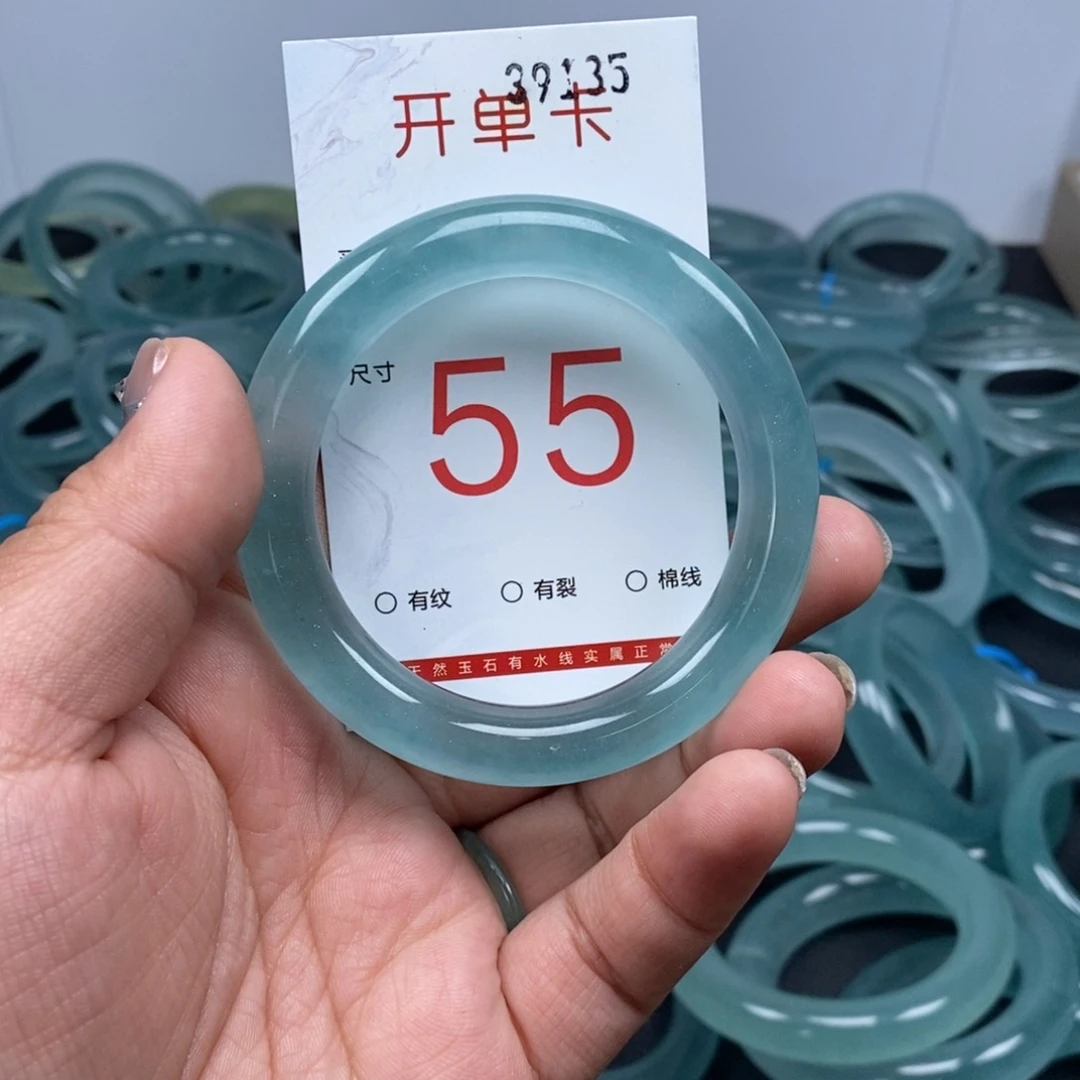 39135
开单卡
尺寸
55
有纹 有裂 棉线
天然玉石有水线实属正常